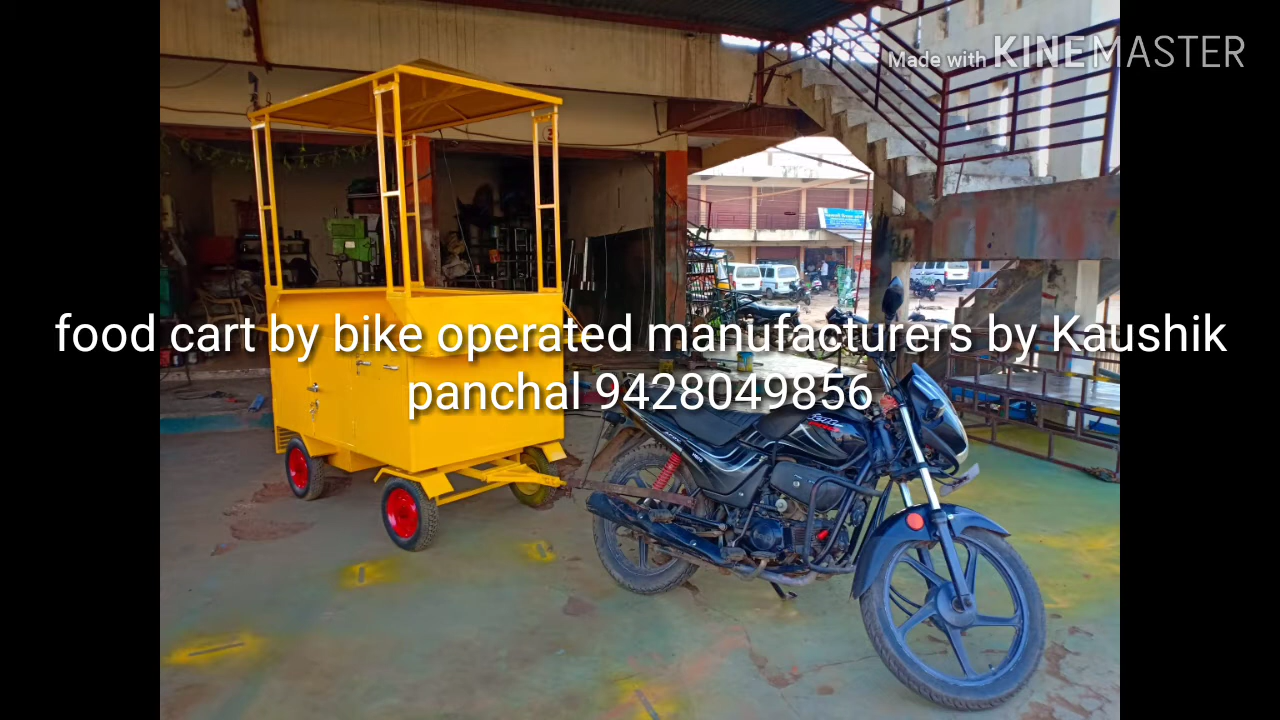 Made with KINEMASTER
food cart by bike operated manufacturers by Kaushik
panchal 9428049856